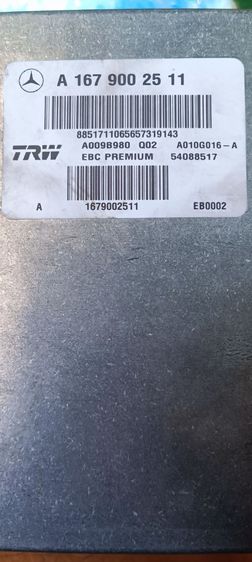 A 167 900 25 11
8851711065657319143
TRW A009B980 Q02 A010G016-A
EBC PREMIUM 54088517
A 1679002511 EB0002